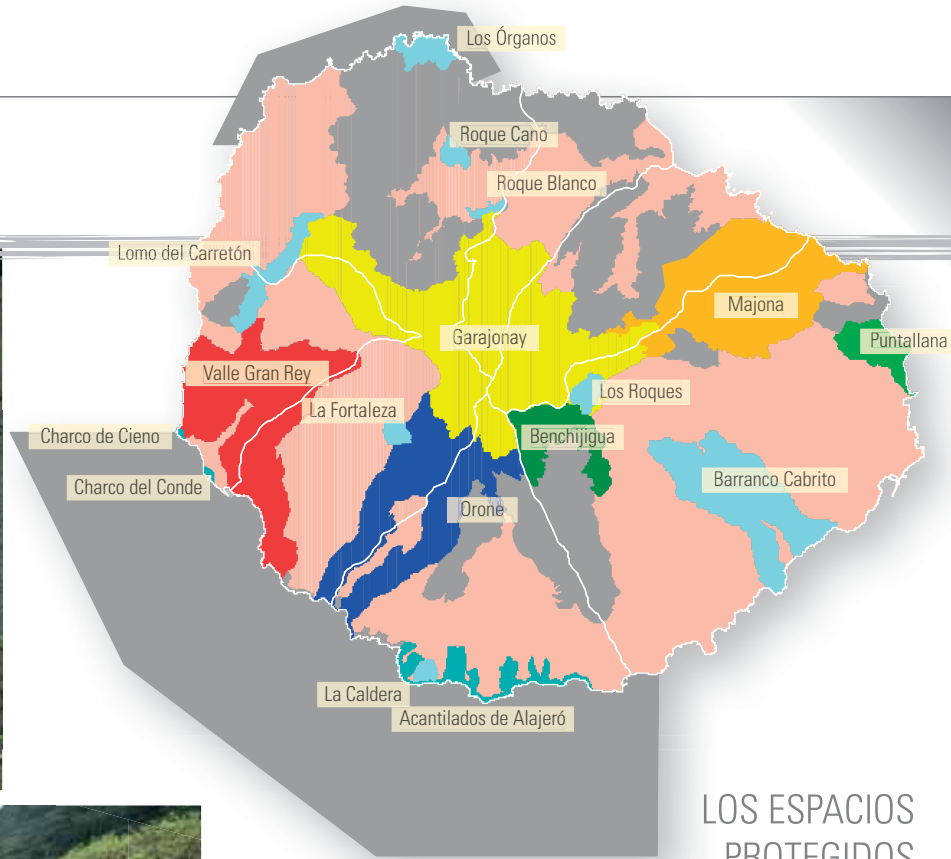 Los Órganos
Roque Cano
Roque Blanco
Lomo del Carretón
Majona
Garajonay
Puntallana
Valle Gran Rey
Los Roques
La Fortaleza
Charco de Cieno
Benchijigua
Barranco Cabrito
Charco del Conde
Orone
La Caldera
Acantilados de Alajeró
LOS ESPACIOS
PROTEGIDOS